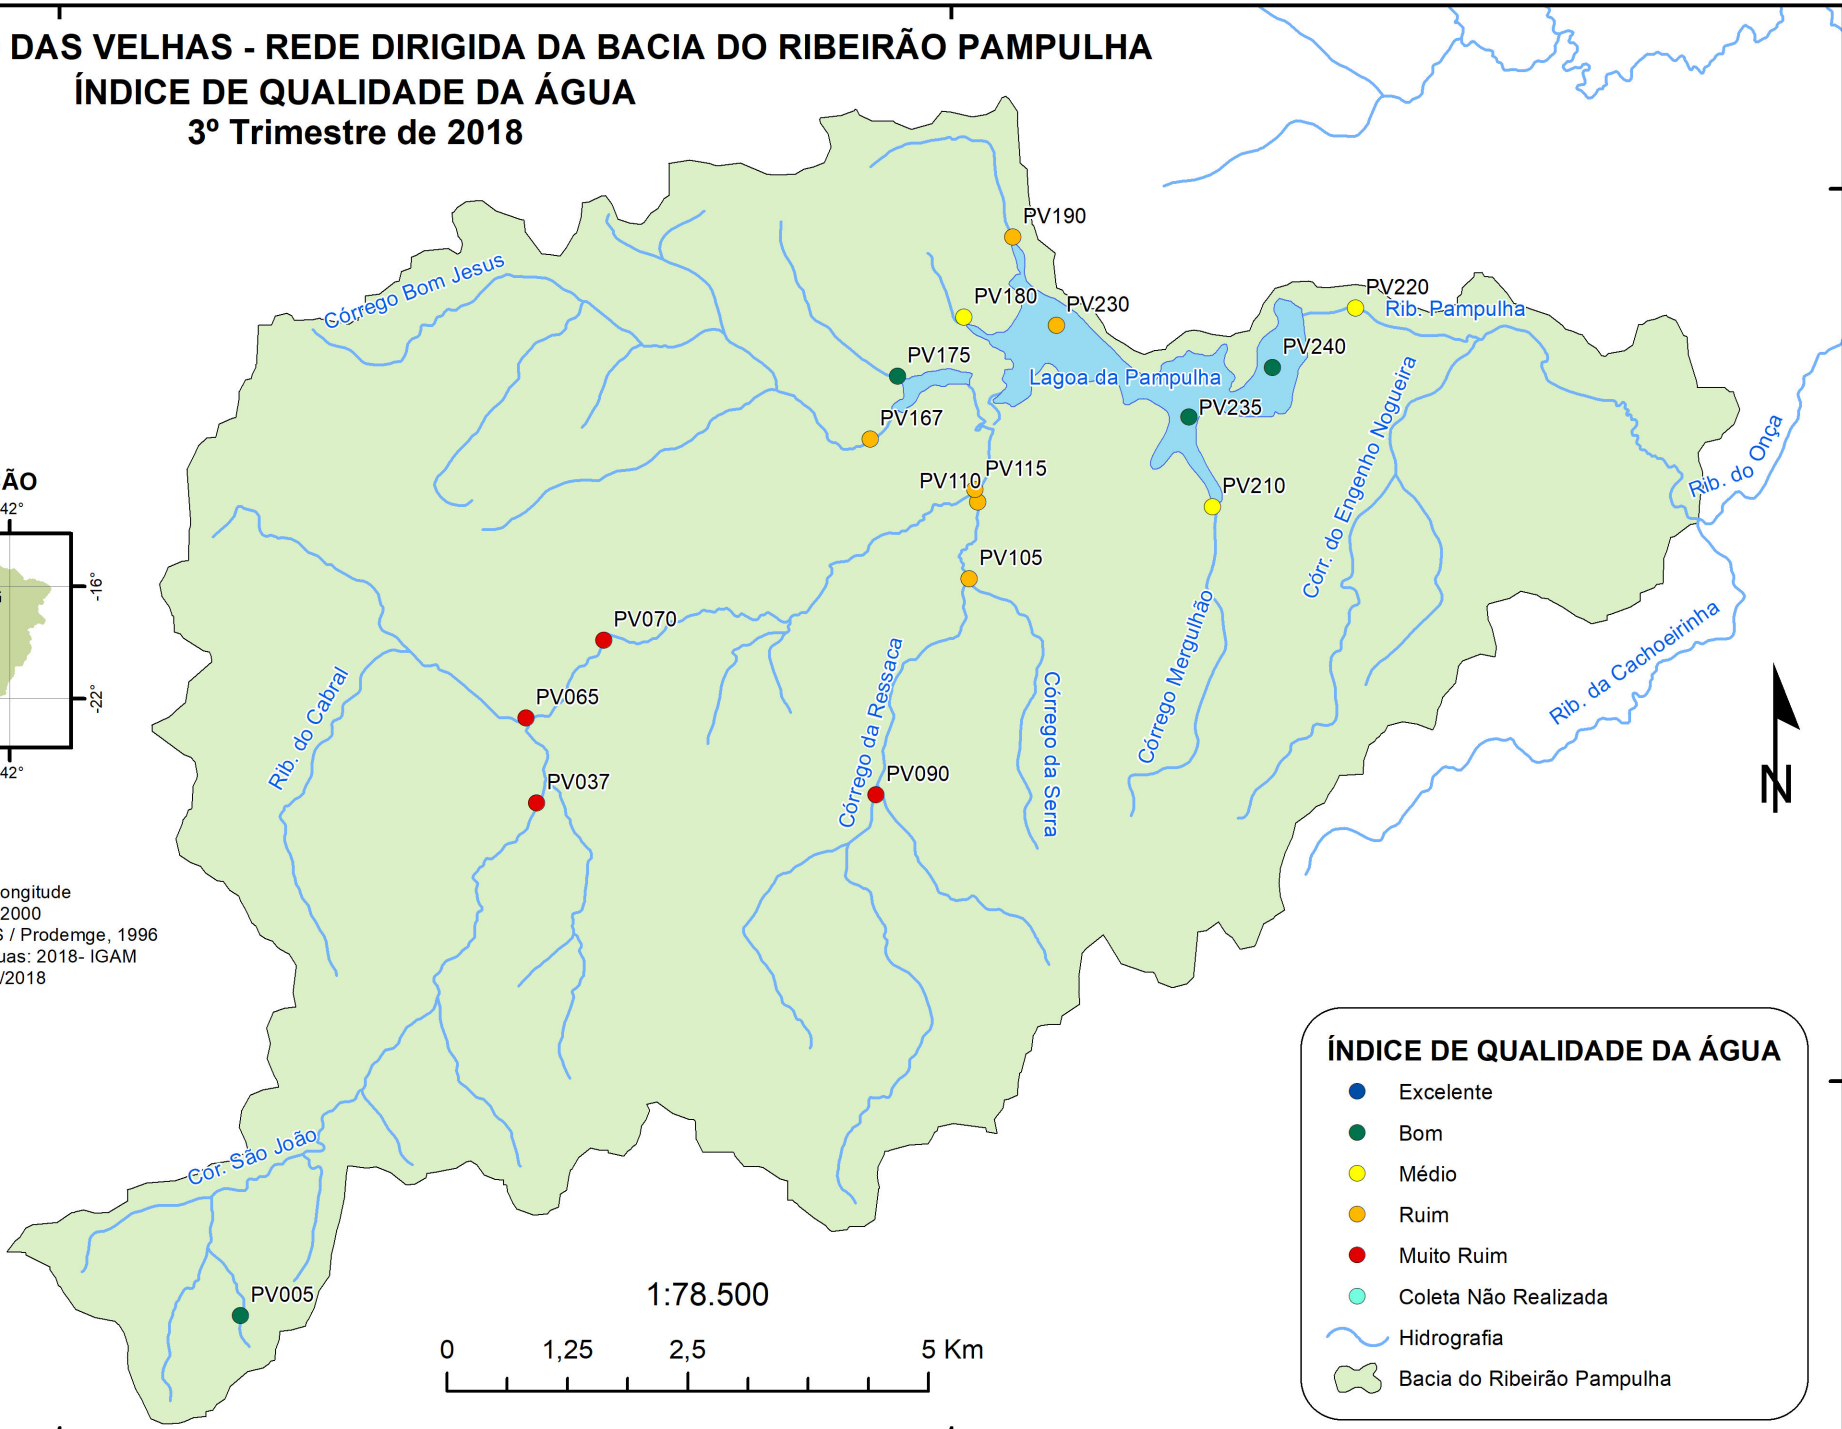 DAS VELHAS - REDE DIRIGIDA DA BACIA DO RIBEIRÃO PAMPULHA
ÍNDICE DE QUALIDADE DA ÁGUA
3º Trimestre de 2018
PV190
Córrego Bom Jesus
PV180
PV230
PV220
Rib. Pampulha
PV175
PV240
Lagoa da Pampulha
PV235
PV167
Córr. do Engenho Nogueira
Rib. do Onça
PV115
PV110
PV210
ÃO
42°
-16°
PV105
PV070
Córrego Mergulhão
Rib. da Cachoeirinha
Rib. do Cabral
PV065
Córrego da Ressaca
Córrego da Serra
-22°
42°
PV037
PV090
N
ongitude
2000
S / Prodemge, 1996
uas: 2018- IGAM
/2018
Cor. São João
PV005
1:78.500
0 1,25 2,5 5 Km
ÍNDICE DE QUALIDADE DA ÁGUA
Excelente
Bom
Médio
Ruim
Muito Ruim
Coleta Não Realizada
Hidrografia
Bacia do Ribeirão Pampulha